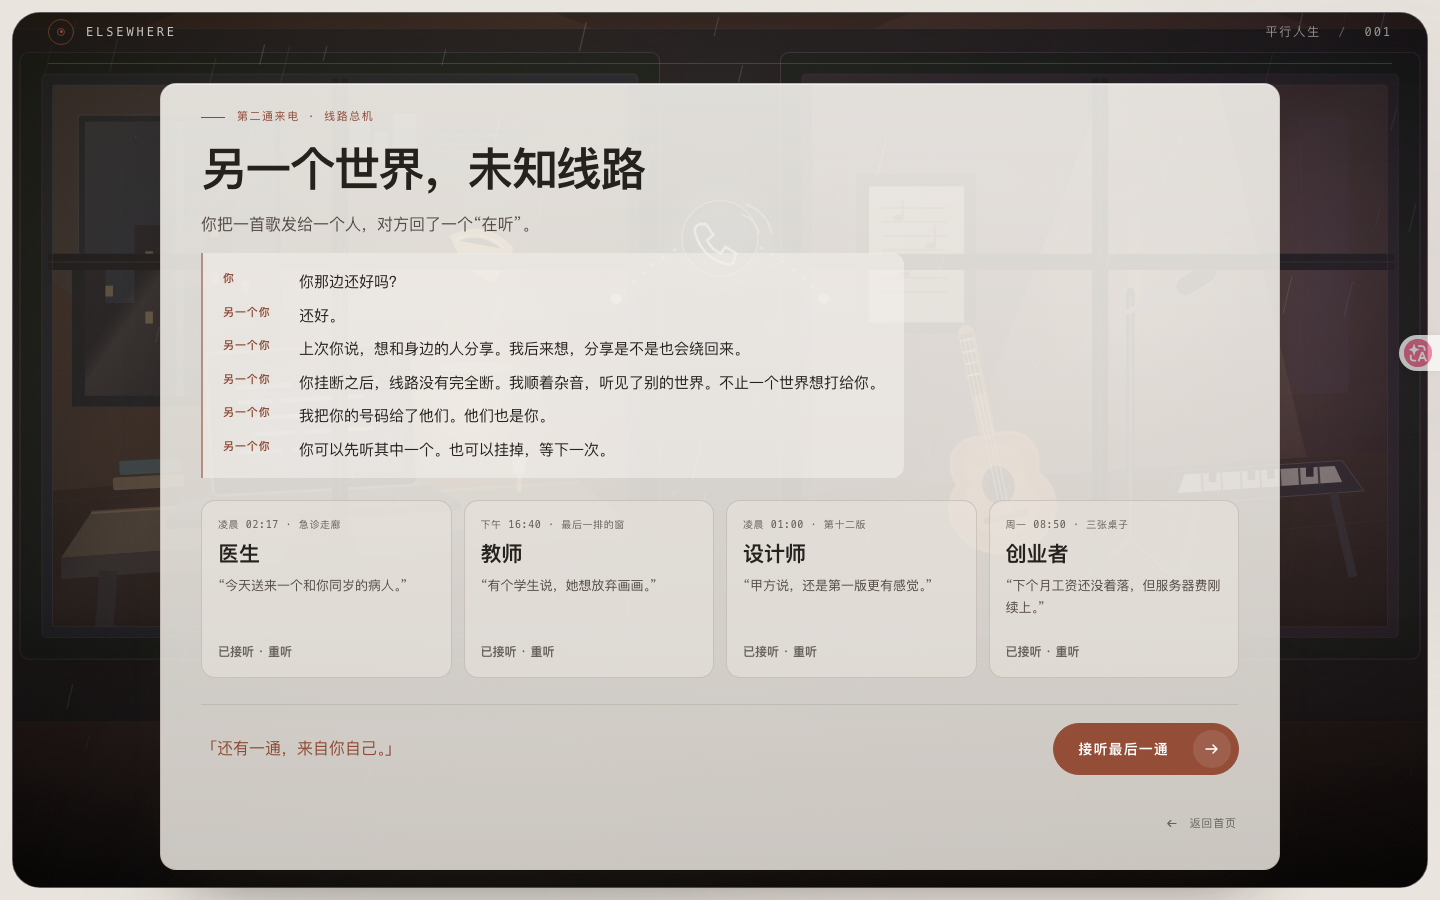 ELSEWHERE
平行人生 / 001
第二通来电 · 线路总机
另一个世界，未知线路
你把一首歌发给一个人，对方回了一个“在听”。
你 你那边还好吗？
另一个你 还好。
另一个你 上次你说，想和身边的人分享。我后来想，分享是不是也会绕回来。
另一个你 你挂断之后，线路没有完全断。我顺着杂音，听见了别的世界。不止一个世界想打给你。
另一个你 我把你的号码给了他们。他们也是你。
另一个你 你可以先听其中一个。也可以挂掉，等下一次。
凌晨 02:17 · 急诊走廊
医生
“今天送来一个和你同岁的病人。”
已接听 · 重听
下午 16:40 · 最后一排的窗
教师
“有个学生说，她想放弃画画。”
已接听 · 重听
凌晨 01:00 · 第十二版
设计师
“甲方说，还是第一版更有感觉。”
已接听 · 重听
周一 08:50 · 三张桌子
创业者
“下个月工资还没着落，但服务器费刚
续上。”
已接听 · 重听
「还有一通，来自你自己。」
接听最后一通 →
← 返回首页